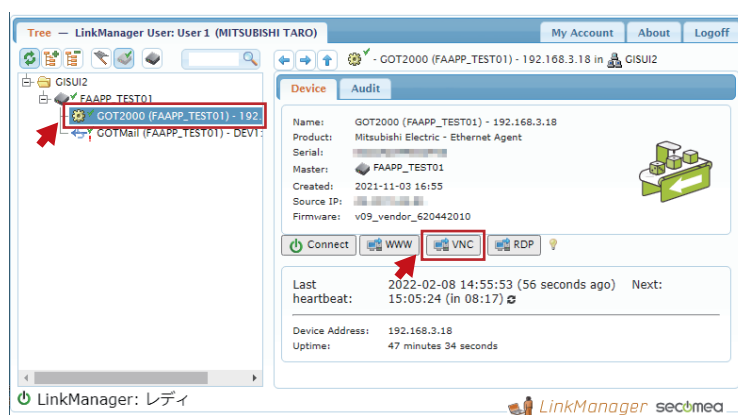 Tree — LinkManager User: User 1 (MITSUBISHI TARO)
My Account About Logoff
- GOT2000 (FAAPP_TEST01) - 192.168.3.18 in GISUI2
GISUI2
FAAPP_TEST01
GOT2000 (FAAPP_TEST01) - 192.
GOTMail (FAAPP_TEST01) - DEV1:
Device Audit
Name: GOT2000 (FAAPP_TEST01) - 192.168.3.18
Product: Mitsubishi Electric - Ethernet Agent
Serial:
Master: FAAPP_TEST01
Created: 2021-11-03 16:55
Source IP:
Firmware: v09_vendor_620442010
Connect WWW VNC RDP
Last heartbeat: 2022-02-08 14:55:53 (56 seconds ago) Next: 15:05:24 (in 08:17)
Device Address: 192.168.3.18
Uptime: 47 minutes 34 seconds
LinkManager: レディ
LinkManager secomea